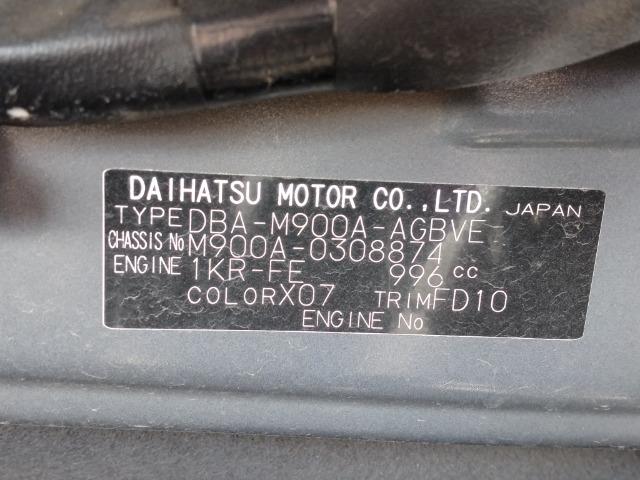 DAIHATSU MOTOR CO.,LTD. JAPAN
TYPE DBA-M900A-AGBVE
CHASSIS No M900A-0308874
ENGINE 1KR-FE 996 cc
COLOR X07 TRIM FD10
ENGINE No